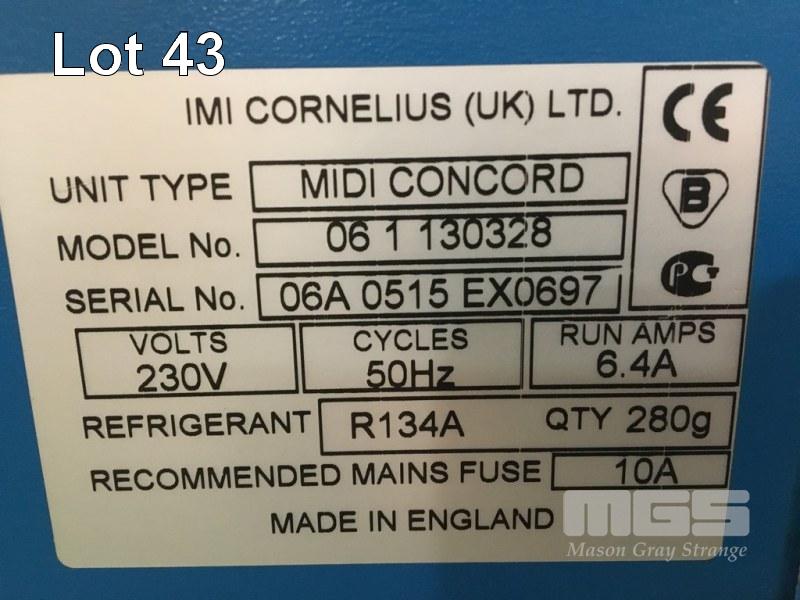 Lot 43
IMI CORNELIUS (UK) LTD.
CE
UNIT TYPE MIDI CONCORD
B
MODEL No. 06 1 130328
SERIAL No. 06A 0515 EX0697
PG
VOLTS CYCLES RUN AMPS
230V 50Hz 6.4A
REFRIGERANT R134A QTY 280g
RECOMMENDED MAINS FUSE 10A
MADE IN ENGLAND
MGS
Mason Gray Strange